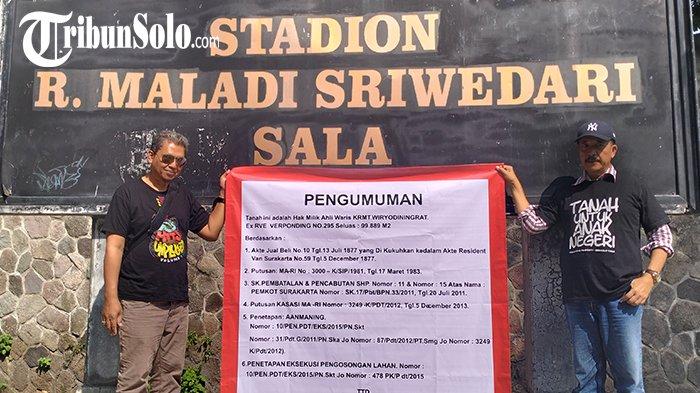 TribunSolo.com
STADION
R. MALADI SRIWEDARI
SALA
PENGUMUMAN
Tanah ini adalah Hak Milik Ahli Waris KRMT.WIRYODININGRAT.
Ex RVE VERPONDING NO.295 Seluas : 99.889 M2
Berdasarkan :
1. Akte Jual Beli No.10 Tgl.13 Juli 1877 yang Di Kukuhkan kedalam Akte Resident
Van Surakarta No.59 Tgl.5 Desember 1877.
2. Putusan: MA-RI No : 3000 – K/SIP/1981, Tgl.17 Maret 1983.
3. SK.PEMBATALAN & PENCABUTAN SHP. Nomor : 11 & Nomor : 15 Atas Nama :
PEMKOT SURAKARTA Nomor : SK.17/Pbt/BPN.33/2011, Tgl.20 Juli 2011.
4. Putusan KASASI MA -RI Nomor : 3249 -K/PDT/2012, Tgl.5 Desember 2013.
5. Penetapan: AANMANING.
Nomor : 10/PEN.PDT/EKS/2015/PN.Skt
Nomor : 31/Pdt.G/2011/PN.Ska Jo Nomor : 87/Pdt/2012/PT.Smg Jo Nomor : 3249
K/Pdt/2012).
6.PENETAPAN EKSEKUSI PENGOSONGAN LAHAN. Nomor :
10/PEN.PDT/EKS/2015/PN.Skt Jo Nomor : 478 PK/P dt/2015
TTD
NY
TANAH
UNTUK
ANAK
NEGERI